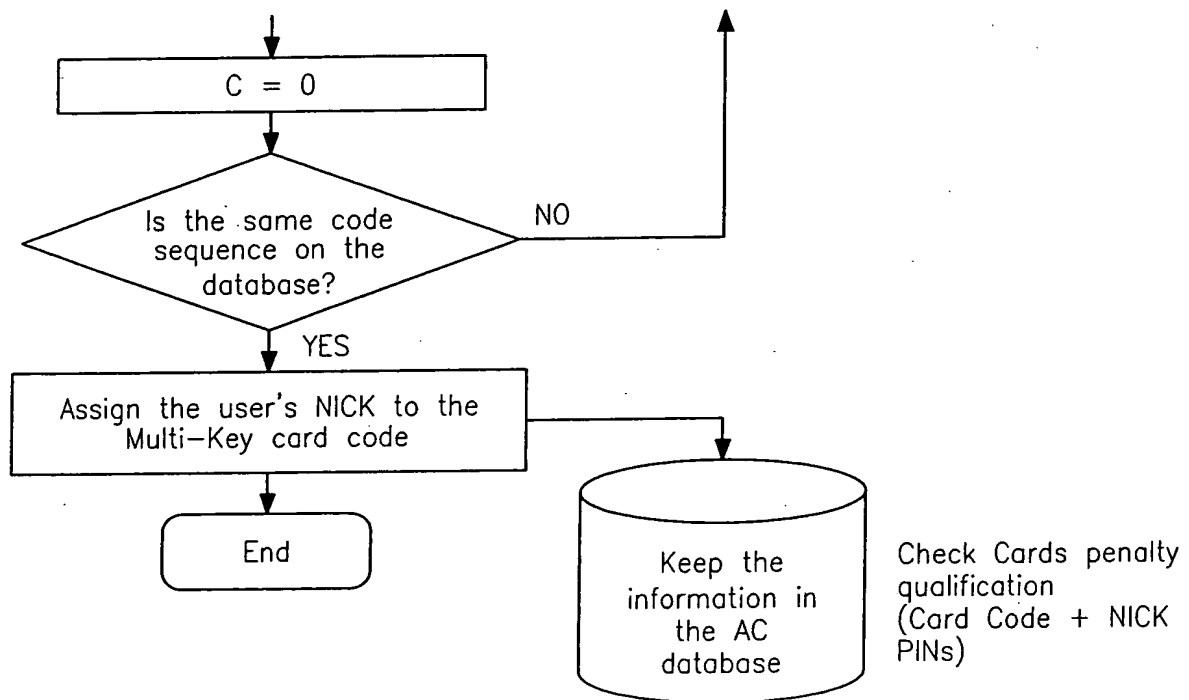 C = 0
Is the same code
sequence on the
database?
NO
YES
Assign the user's NICK to the
Multi-Key card code
End
Keep the
information in
the AC
database
Check Cards penalty
qualification
(Card Code + NICK
PINs)